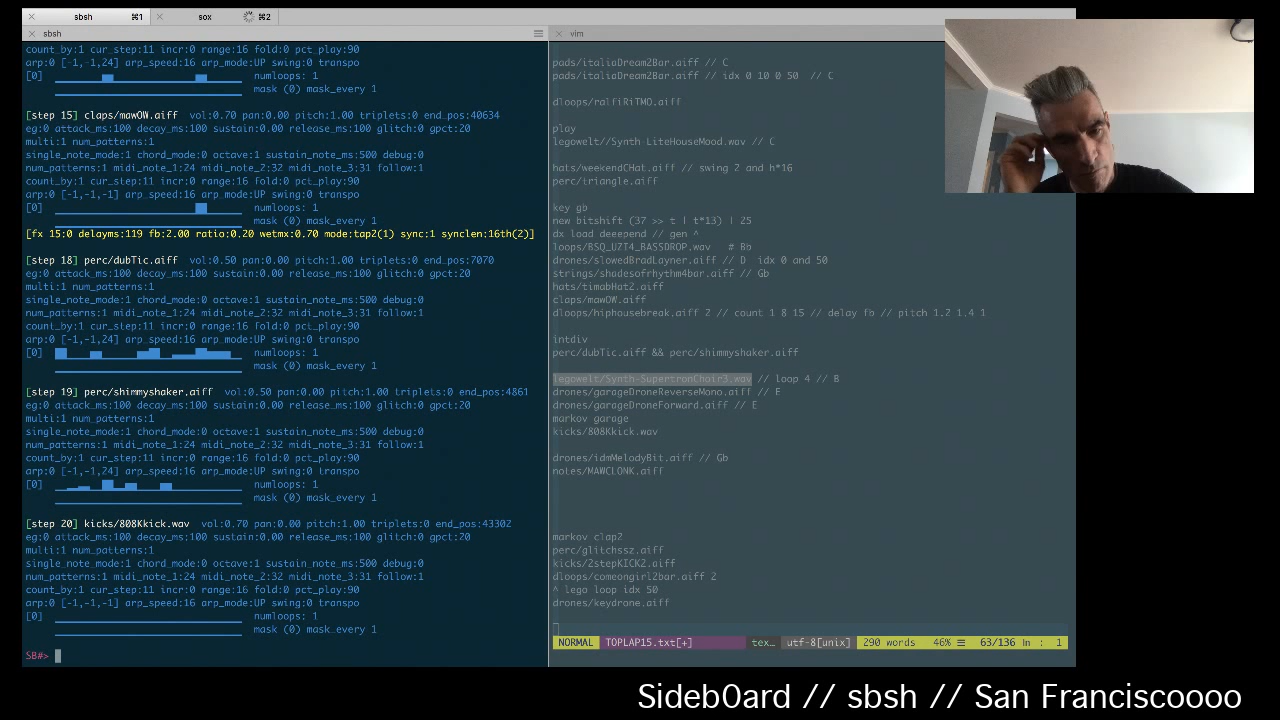 sbsh ⌘1
sox ⌘2
sbsh
count_by:1 cur_step:11 incr:0 range:16 fold:0 pct_play:90
arp:0 [-1,-1,24] arp_speed:16 arp_mode:UP swing:0 transpo
[0] numloops: 1
mask (0) mask_every 1
[step 15] claps/mawOW.aiff vol:0.70 pan:0.00 pitch:1.00 triplets:0 end_pos:40634
eg:0 attack_ms:100 decay_ms:100 sustain:0.00 release_ms:100 glitch:0 gpct:20
multi:1 num_patterns:1
single_note_mode:1 chord_mode:0 octave:1 sustain_note_ms:500 debug:0
num_patterns:1 midi_note_1:24 midi_note_2:32 midi_note_3:31 follow:1
count_by:1 cur_step:11 incr:0 range:16 fold:0 pct_play:90
arp:0 [-1,-1,-1] arp_speed:16 arp_mode:UP swing:0 transpo
[0] numloops: 1
mask (0) mask_every 1
[fx 15:0 delayms:119 fb:2.00 ratio:0.20 wetmx:0.70 mode:tap2(1) sync:1 synclen:16th(2)]
[step 18] perc/dubTic.aiff vol:0.50 pan:0.00 pitch:1.00 triplets:0 end_pos:7070
eg:0 attack_ms:100 decay_ms:100 sustain:0.00 release_ms:100 glitch:0 gpct:20
multi:1 num_patterns:1
single_note_mode:1 chord_mode:0 octave:1 sustain_note_ms:500 debug:0
num_patterns:1 midi_note_1:24 midi_note_2:32 midi_note_3:31 follow:1
count_by:1 cur_step:11 incr:0 range:16 fold:0 pct_play:90
arp:0 [-1,-1,24] arp_speed:16 arp_mode:UP swing:0 transpo
[0] numloops: 1
mask (0) mask_every 1
[step 19] perc/shimmyshaker.aiff vol:0.50 pan:0.00 pitch:1.00 triplets:0 end_pos:4861
eg:0 attack_ms:100 decay_ms:100 sustain:0.00 release_ms:100 glitch:0 gpct:20
multi:1 num_patterns:1
single_note_mode:1 chord_mode:0 octave:1 sustain_note_ms:500 debug:0
num_patterns:1 midi_note_1:24 midi_note_2:32 midi_note_3:31 follow:1
count_by:1 cur_step:11 incr:0 range:16 fold:0 pct_play:90
arp:0 [-1,-1,24] arp_speed:16 arp_mode:UP swing:0 transpo
[0] numloops: 1
mask (0) mask_every 1
[step 20] kicks/808Kkick.wav vol:0.70 pan:0.00 pitch:1.00 triplets:0 end_pos:43302
eg:0 attack_ms:100 decay_ms:100 sustain:0.00 release_ms:100 glitch:0 gpct:20
multi:1 num_patterns:1
single_note_mode:1 chord_mode:0 octave:1 sustain_note_ms:500 debug:0
num_patterns:1 midi_note_1:24 midi_note_2:32 midi_note_3:31 follow:1
count_by:1 cur_step:11 incr:0 range:16 fold:0 pct_play:90
arp:0 [-1,-1,-1] arp_speed:16 arp_mode:UP swing:0 transpo
[0] numloops: 1
mask (0) mask_every 1
SB#>
vim
pads/italiaDream2Bar.aiff // C
pads/italiaDream2Bar.aiff // idx 0 10 0 50 // C
dloops/ralfiRiTMO.aiff
play
legowelt//Synth LiteHouseMood.wav // C
hats/weekendCHat.aiff // swing 2 and h*16
perc/triangle.aiff
key gb
new bitshift (37 >> t | t*13) | 25
dx load deeepend // gen ^
loops/BSQ_UZI4_BASSDROP.wav # Bb
drones/slowedBradLayner.aiff // D idx 0 and 50
strings/shadesofrhythm4bar.aiff // Gb
hats/timabHat2.aiff
claps/mawOW.aiff
dloops/hiphousebreak.aiff 2 // count 1 8 15 // delay fb // pitch 1.2 1.4 1
intdiv
perc/dubTic.aiff && perc/shimmyshaker.aiff
legowelt/Synth-SupertronChair3.wav // loop 4 // B
drones/garageDroneReverseMono.aiff // E
drones/garageDroneForward.aiff // E
markov garage
kicks/808Kkick.wav
drones/idmMelodyBit.aiff // Gb
notes/MAWCLONK.aiff
markov clap2
perc/glitchssz.aiff
kicks/2stepKICK2.aiff
dloops/comeongirl2bar.aiff 2
^ lego loop idx 50
drones/keydrone.aiff
NORMAL TOPLAP15.txt[+] tex… utf-8[unix] 290 words 46% ☰ 63/136 ln : 1
Sideb0ard // sbsh // San Franciscoooo